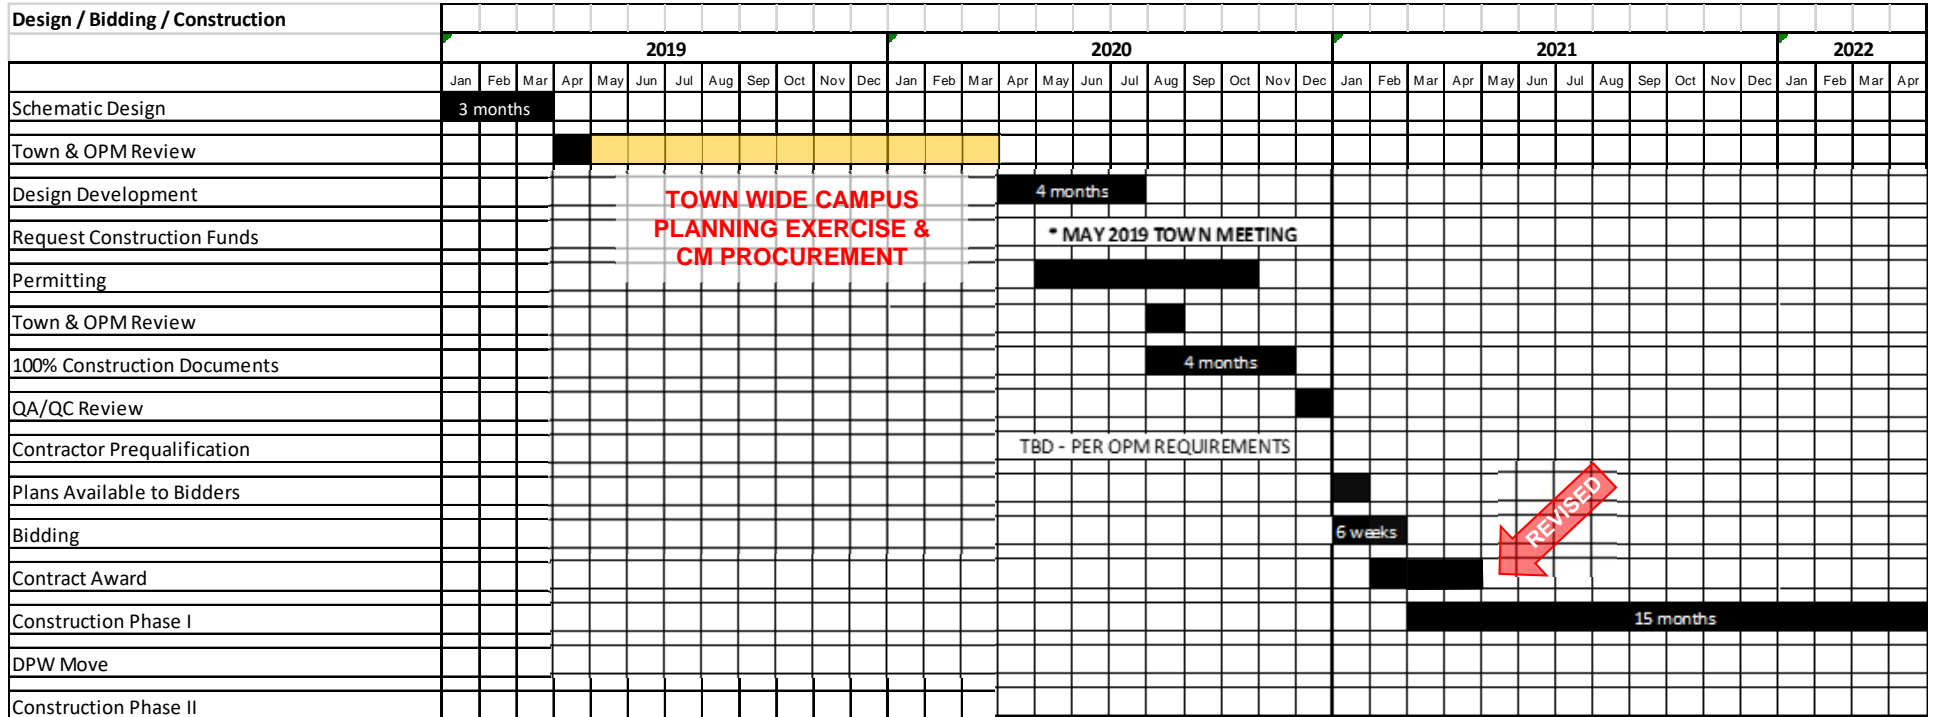 Design / Bidding / Construction
2019 2020 2021 2022
Jan Feb Mar Apr May Jun Jul Aug Sep Oct Nov Dec Jan Feb Mar Apr May Jun Jul Aug Sep Oct Nov Dec Jan Feb Mar Apr May Jun Jul Aug Sep Oct Nov Dec Jan Feb Mar Apr
Schematic Design 3 months
Town & OPM Review
Design Development 4 months
TOWN WIDE CAMPUS
PLANNING EXERCISE &
CM PROCUREMENT
Request Construction Funds * MAY 2019 TOWN MEETING
Permitting
Town & OPM Review
100% Construction Documents 4 months
QA/QC Review
Contractor Prequalification TBD - PER OPM REQUIREMENTS
Plans Available to Bidders
REVISED
Bidding 6 weeks
Contract Award
Construction Phase I 15 months
DPW Move
Construction Phase II